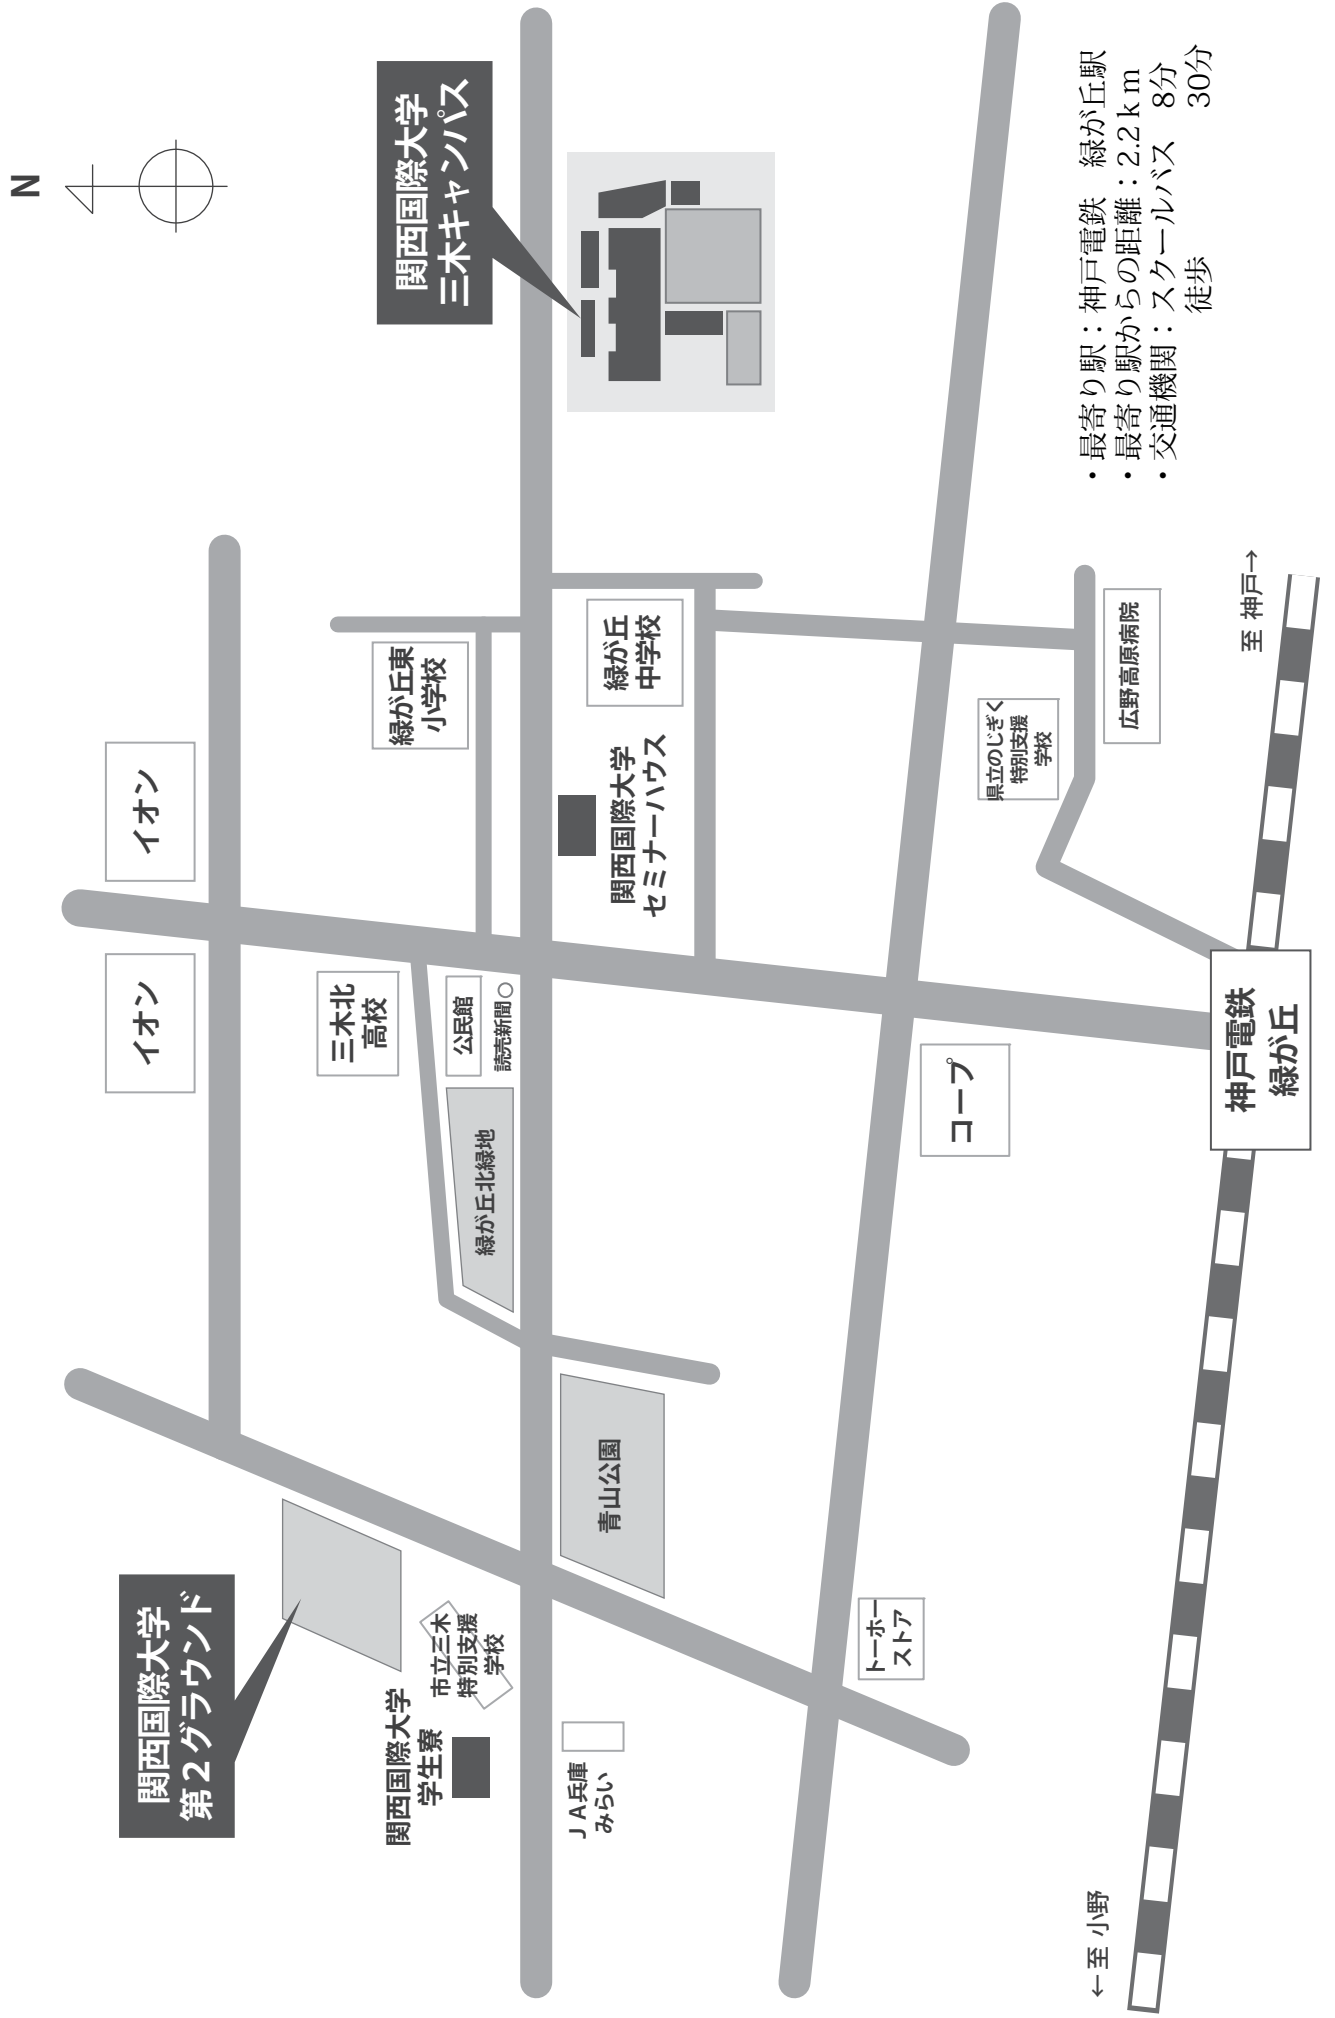 N
関西国際大学
第２グラウンド
イオン
イオン
関西国際大学
三木キャンパス
三木北
高校
緑が丘東
小学校
関西国際大学
学生寮
市立三木
特別支援
学校
公民館
読売新聞
緑が丘北緑地
ＪＡ兵庫
みらい
青山公園
関西国際大学
セミナーハウス
緑が丘
中学校
トーホー
ストア
コープ
県立のじぎく
特別支援
学校
広野高原病院
←至 小野
神戸電鉄
緑が丘
至 神戸→
・最寄り駅：神戸電鉄　緑が丘駅
・最寄り駅からの距離：2.2ｋｍ
・交通機関：スクールバス　8分
徒歩　30分